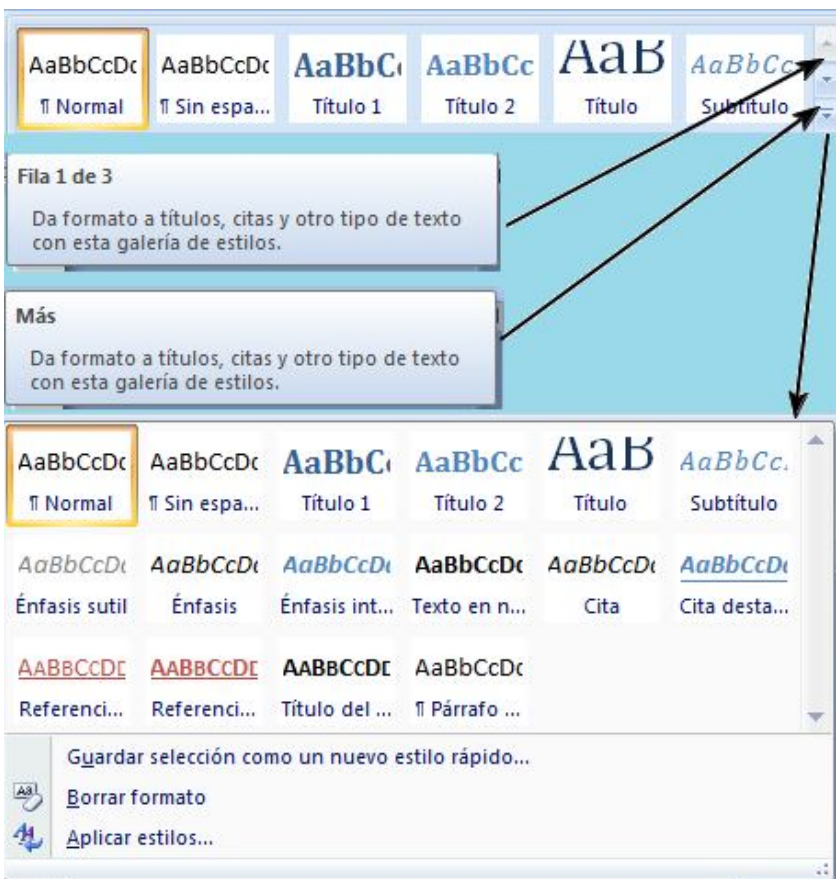 AaBbCcDc AaBbCcDc AaBbC AaBbCc AaB AaBbCc
¶ Normal ¶ Sin espa... Título 1 Título 2 Título Subtítulo
Fila 1 de 3
Da formato a títulos, citas y otro tipo de texto
con esta galería de estilos.
Más
Da formato a títulos, citas y otro tipo de texto
con esta galería de estilos.
AaBbCcDc AaBbCcDc AaBbC AaBbCc AaB AaBbCc.
¶ Normal ¶ Sin espa... Título 1 Título 2 Título Subtítulo
AaBbCcDc AaBbCcDc AaBbCcDc AaBbCcDc AaBbCcDc AaBbCcDc
Énfasis sutil Énfasis Énfasis int... Texto en n... Cita Cita desta...
AABBCCDD AABBCCDD AABBCCDD AaBbCcDc
Referenci... Referenci... Título del ... ¶ Párrafo ...
Guardar selección como un nuevo estilo rápido...
Borrar formato
Aplicar estilos...